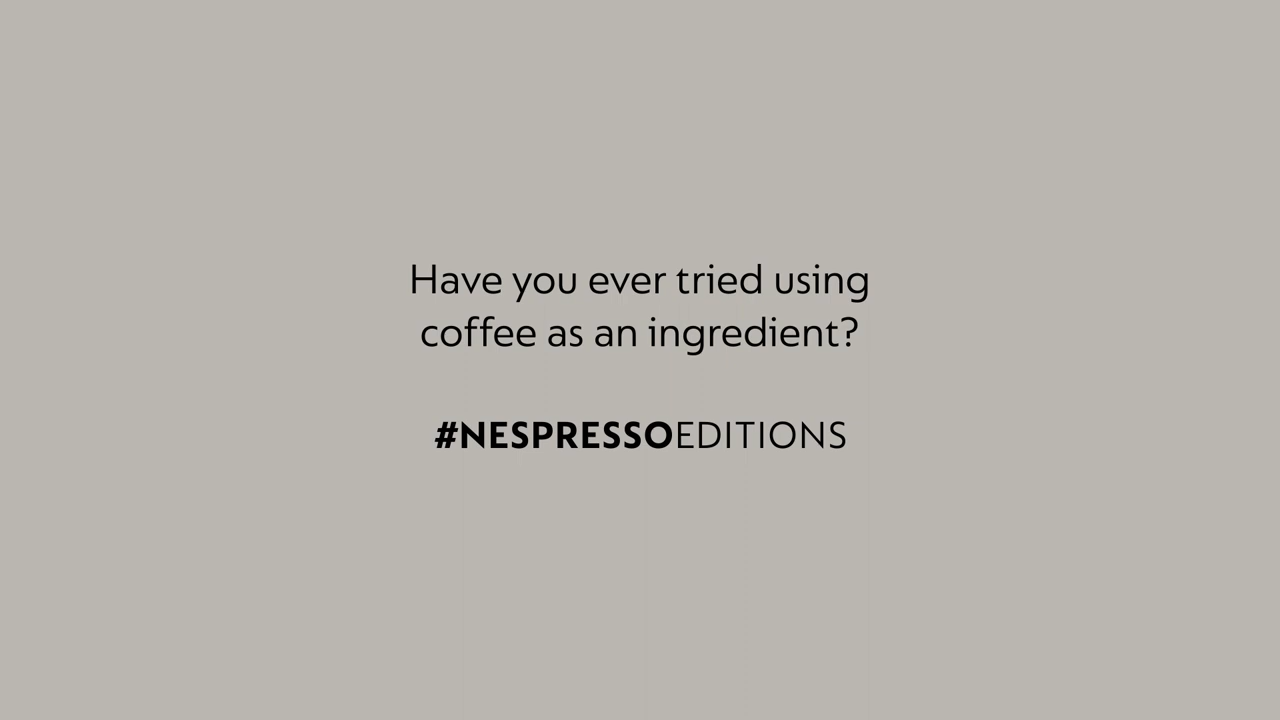 Have you ever tried using
coffee as an ingredient?
#NESPRESSOEDITIONS